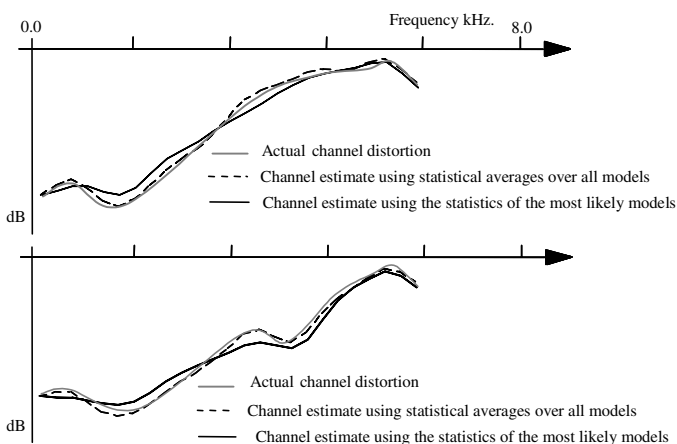 Frequency kHz.
0.0
8.0
Actual channel distortion
Channel estimate using statistical averages over all models
Channel estimate using the statistics of the most likely models
dB
Actual channel distortion
Channel estimate using statistical averages over all models
dB
Channel estimate using the statistics of the most likely models